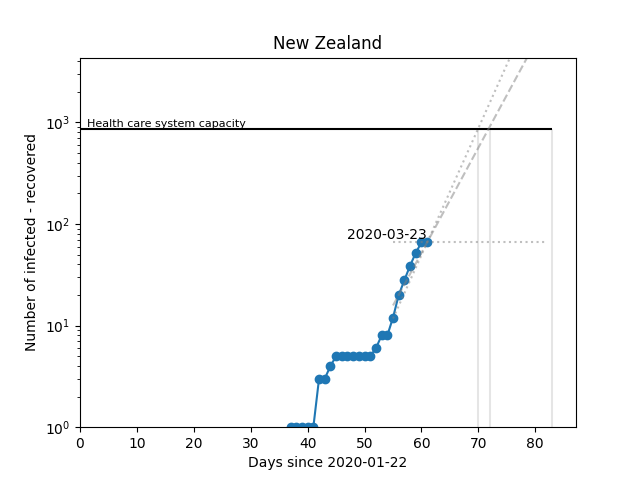 New Zealand
Number of infected - recovered
10³
10²
10¹
10⁰
Health care system capacity
2020-03-23
0 10 20 30 40 50 60 70 80
Days since 2020-01-22